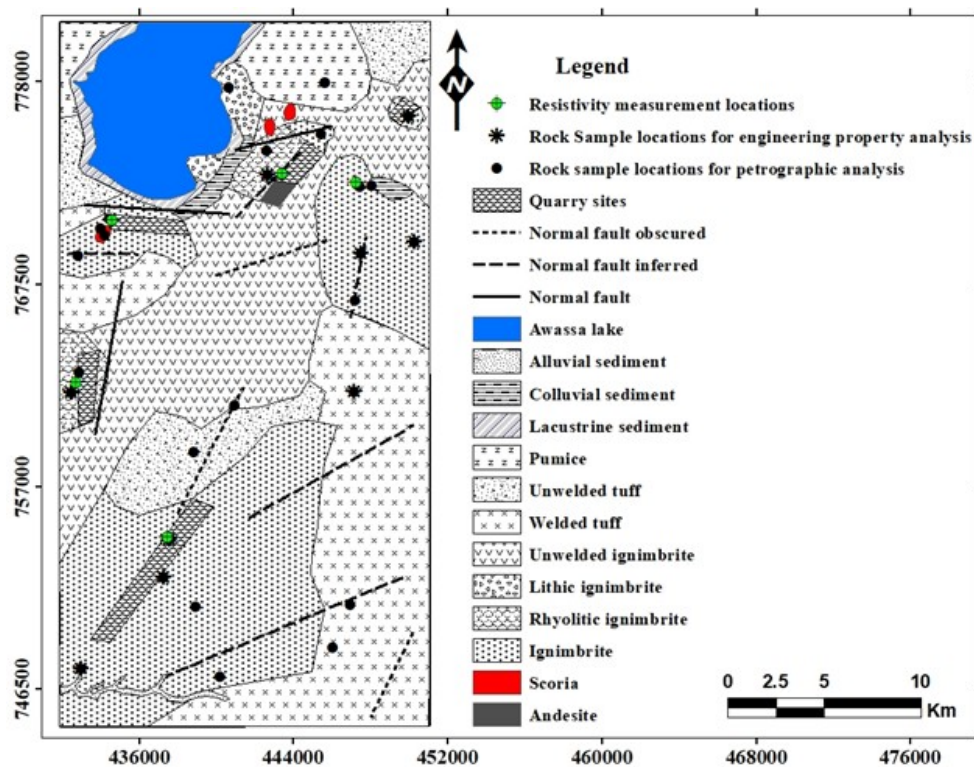 Legend
N
Resistivity measurement locations
Rock Sample locations for engineering property analysis
Rock sample locations for petrographic analysis
Quarry sites
Normal fault obscured
Normal fault inferred
Normal fault
Awassa lake
Alluvial sediment
Colluvial sediment
Lacustrine sediment
Pumice
Unwelded tuff
Welded tuff
Unwelded ignimbrite
Lithic ignimbrite
Rhyolitic ignimbrite
Ignimbrite
Scoria
Andesite
0 2.5 5 10
Km
778000
767500
757000
746500
436000 444000 452000 460000 468000 476000